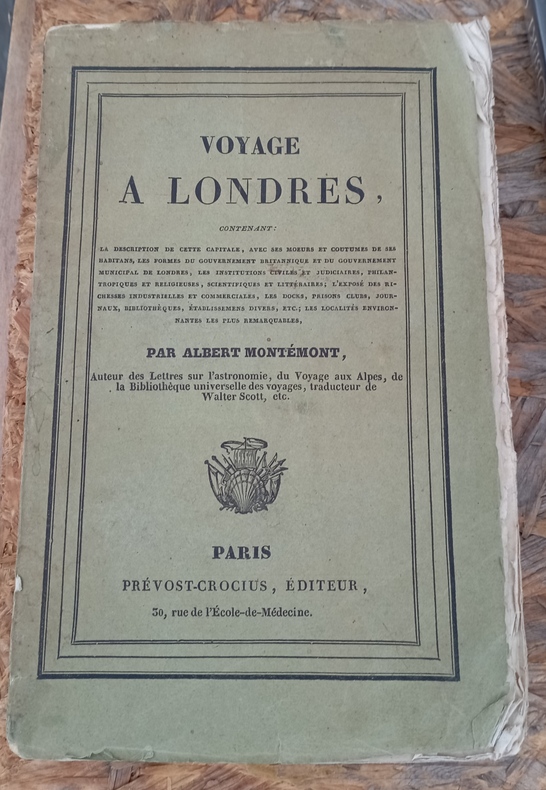 VOYAGE
A LONDRES,
CONTENANT:
LA DESCRIPTION DE CETTE CAPITALE, AVEC SES MOEURS ET COUTUMES DE SES
HABITANS, LES FORMES DU GOUVERNEMENT BRITANNIQUE ET DU GOUVERNEMENT
MUNICIPAL DE LONDRES, LES INSTITUTIONS CIVILES ET JUDICIAIRES, PHILAN-
TROPIQUES ET RELIGIEUSES, SCIENTIFIQUES ET LITTÉRAIRES; L'EXPOSÉ DES RI-
CHESSES INDUSTRIELLES ET COMMERCIALES, LES DOCKS, PRISONS CLUBS, JOUR-
NAUX, BIBLIOTHÈQUES, ÉTABLISSEMENS DIVERS, ETC.; LES LOCALITÉS ENVIRON-
NANTES LES PLUS REMARQUABLES,
PAR ALBERT MONTÉMONT,
Auteur des Lettres sur l'astronomie, du Voyage aux Alpes, de
la Bibliothèque universelle des voyages, traducteur de
Walter Scott, etc.
PARIS
PRÉVOST-CROCIUS, ÉDITEUR,
30, rue de l'École-de-Médecine.